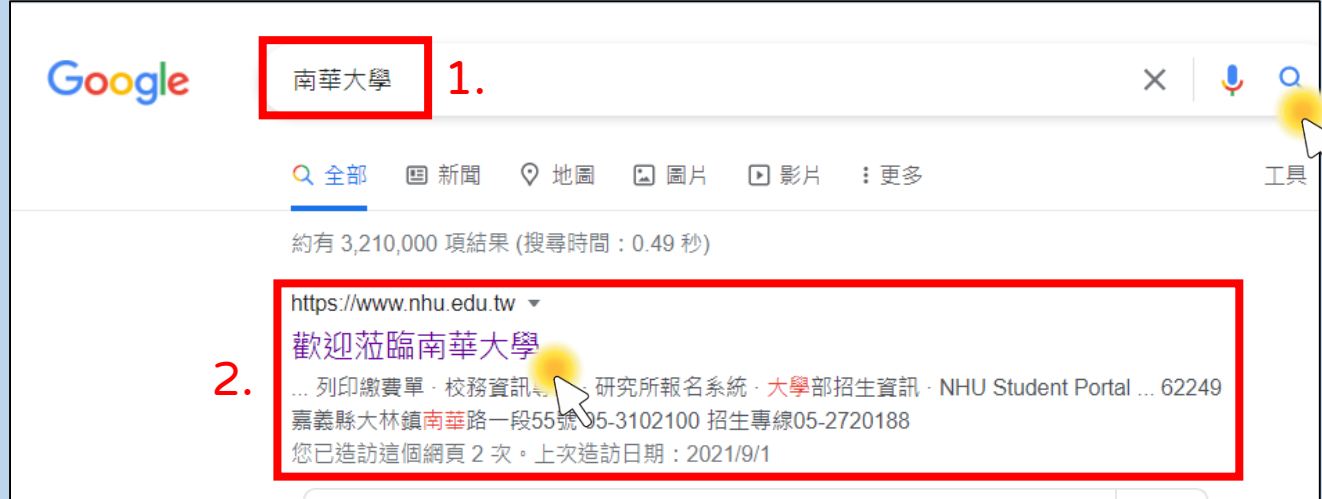 Google 南華大學 1.
全部 新聞 地圖 圖片 影片 更多 工具
約有 3,210,000 項結果 (搜尋時間：0.49 秒)
https://www.nhu.edu.tw
歡迎蒞臨南華大學
2.
... 列印繳費單 · 校務資訊 · 研究所報名系統 · 大學部招生資訊 · NHU Student Portal ... 62249
嘉義縣大林鎮南華路一段55號 05-3102100 招生專線05-2720188
您已造訪這個網頁 2 次。上次造訪日期：2021/9/1